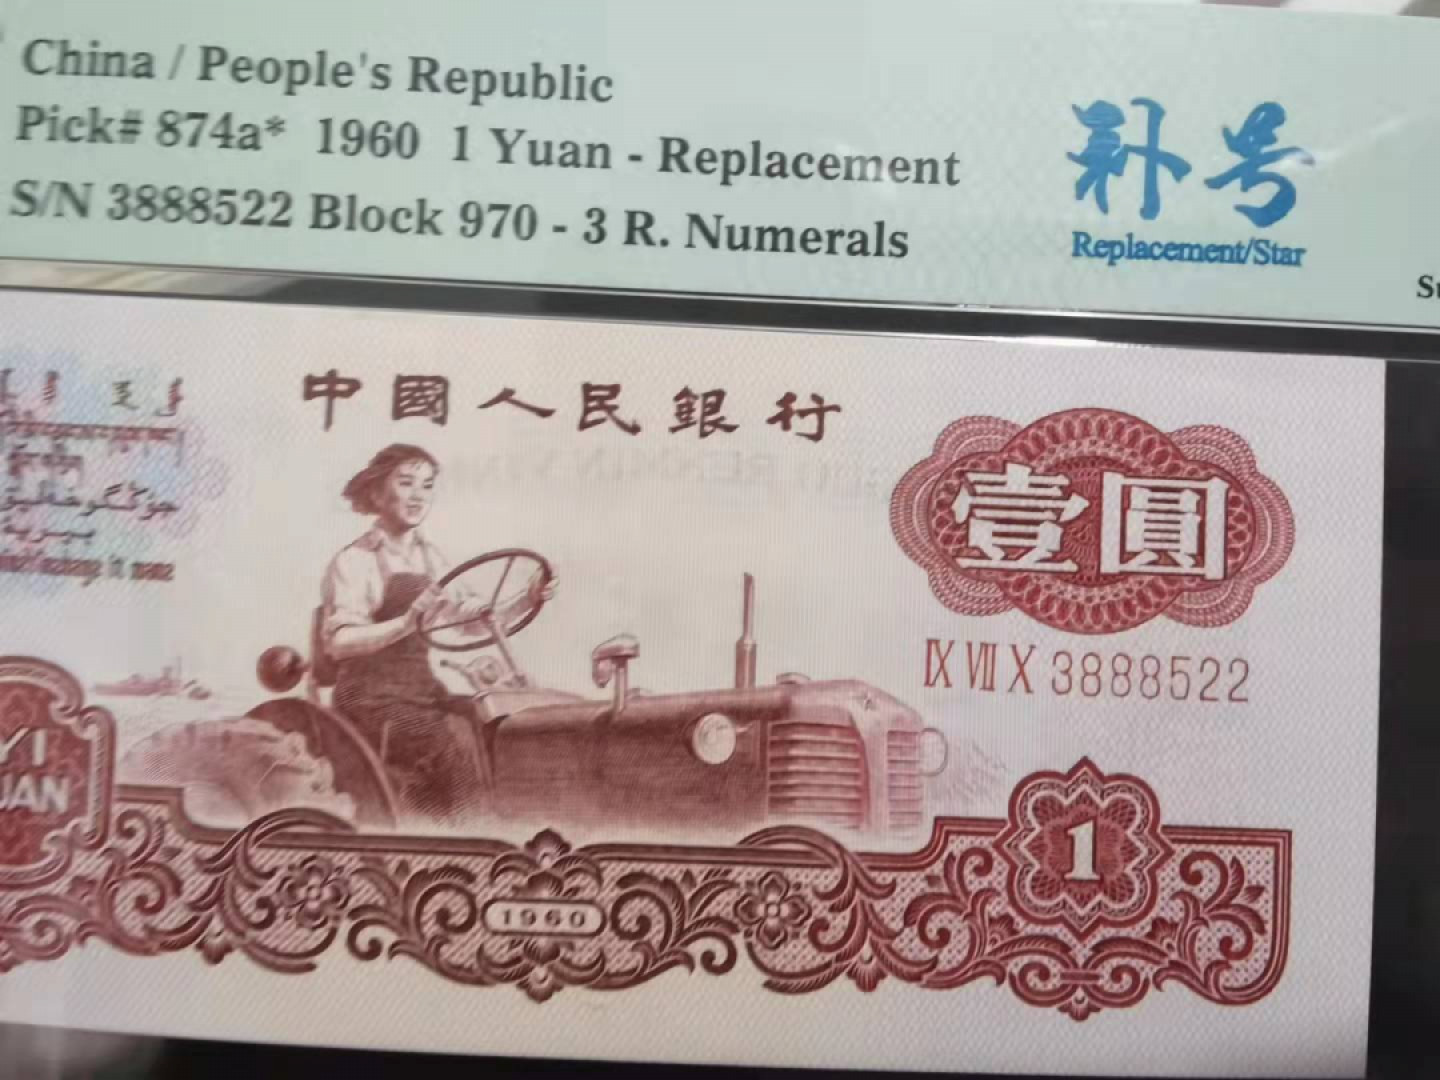 China / People's Republic
Pick# 874a* 1960 1 Yuan - Replacement
S/N 3888522 Block 970 - 3 R. Numerals
补号
Replacement/Star
中國人民銀行
壹圓
IX VII X 3888522
YI
1
1960